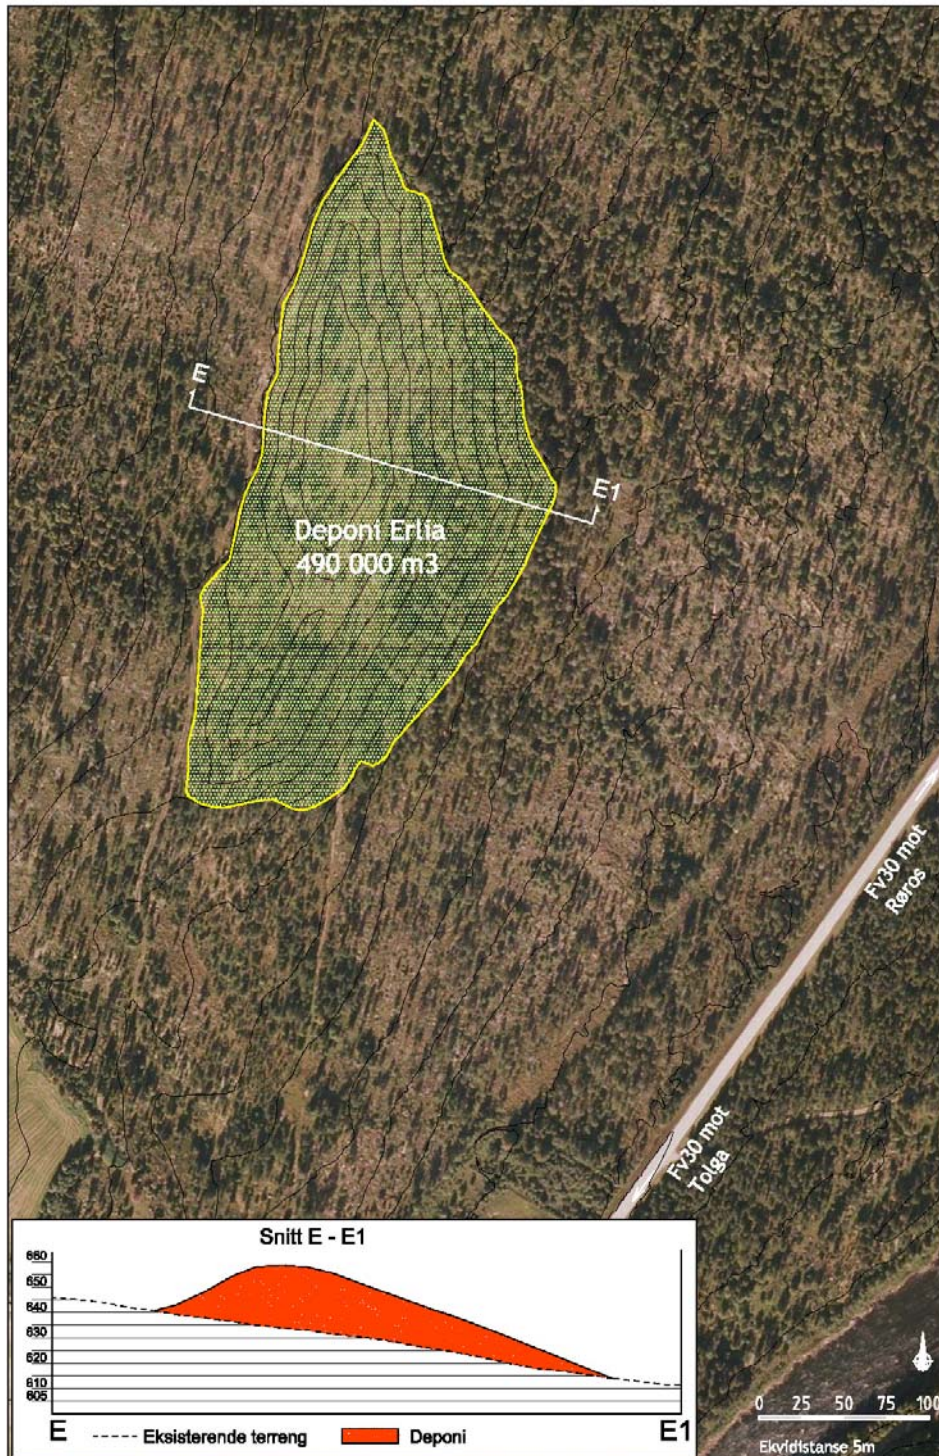 E
E1
Deponi Erlia
490 000 m3
Fv30 mot
Røros
Fv30 mot
Tolga
Snitt E - E1
660
650
640
630
620
610
605
E
E1
Eksisterende terreng
Deponi
0 25 50 75 100
Ekvidistanse 5m